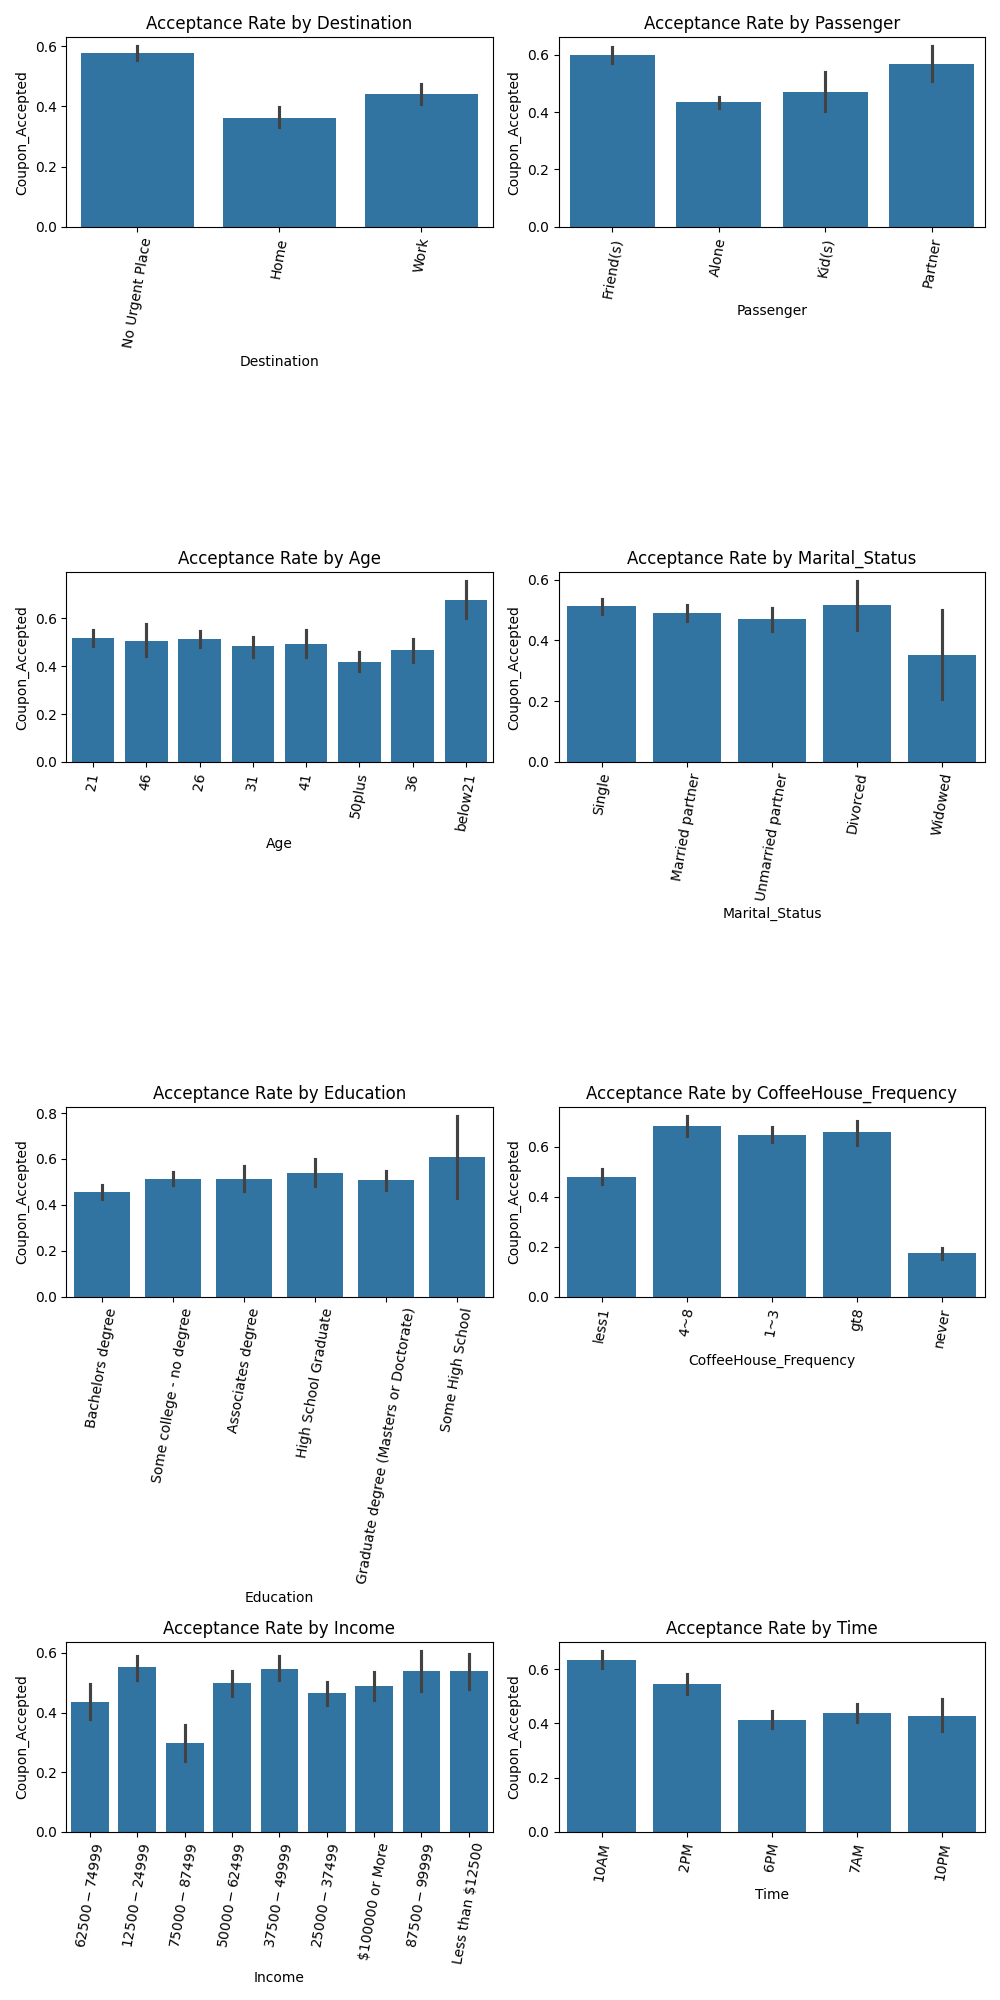 Acceptance Rate by Destination
Coupon_Accepted
0.6
0.4
0.2
0.0
No Urgent Place
Home
Work
Destination
Acceptance Rate by Passenger
Coupon_Accepted
0.6
0.4
0.2
0.0
Friend(s)
Alone
Kid(s)
Partner
Passenger
Acceptance Rate by Age
Coupon_Accepted
0.6
0.4
0.2
0.0
21
46
26
31
41
50plus
36
below21
Age
Acceptance Rate by Marital_Status
Coupon_Accepted
0.6
0.4
0.2
0.0
Single
Married partner
Unmarried partner
Divorced
Widowed
Marital_Status
Acceptance Rate by Education
Coupon_Accepted
0.8
0.6
0.4
0.2
0.0
Bachelors degree
Some college - no degree
Associates degree
High School Graduate
Graduate degree (Masters or Doctorate)
Some High School
Education
Acceptance Rate by CoffeeHouse_Frequency
Coupon_Accepted
0.6
0.4
0.2
0.0
less1
4~8
1~3
gt8
never
CoffeeHouse_Frequency
Acceptance Rate by Income
Coupon_Accepted
0.6
0.4
0.2
0.0
62500 - 74999
12500 - 24999
75000 - 87499
50000 - 62499
37500 - 49999
25000 - 37499
$100000 or More
87500 - 99999
Less than $12500
Income
Acceptance Rate by Time
Coupon_Accepted
0.6
0.4
0.2
0.0
10AM
2PM
6PM
7AM
10PM
Time